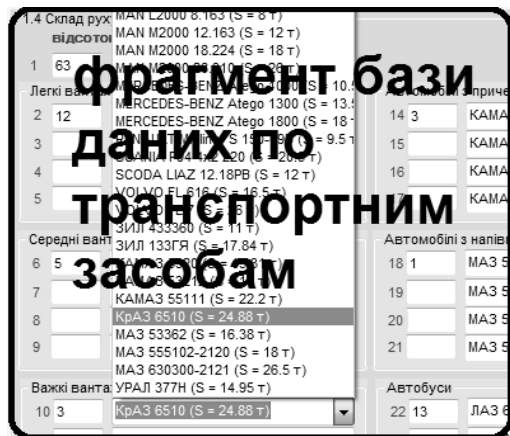 1.4 Склад
MAN L2000 8.163 (S = 8 т)
відсото
MAN M2000 12.163 (S = 12 т)
MAN M2000 18.224 (S = 18 т)
1 63
фрагмент бази
Легкі
2 12
MERCEDES-BENZ Atego 1300
14 3 КАМА
MERCEDES-BENZ Atego 1800 (S = 18
даних по
3
15 КАМА
4
SCODA LIAZ 12.18PB (S = 12 т)
16 КАМА
5
транспортним
VOLVO FL 616 (S = 16.5 т)
КАМА
ЗИЛ 433360 (S = 11 т)
Середні вант
ЗИЛ 133ГЯ (S = 17.84 т)
Автомобілі з напів
6 5
засобам
18 1 МАЗ 5
7
КАМАЗ 55111 (S = 22.2 т)
19 МАЗ 5
8
КрАЗ 6510 (S = 24.88 т)
20 МАЗ 5
9
МАЗ 53362 (S = 16.38 т)
21 МАЗ 5
МАЗ 555102-2120 (S = 18 т)
МАЗ 630300-2121 (S = 26.5 т)
Важкі ванта
УРАЛ 377Н (S = 14.95 т)
Автобуси
10 3 КрАЗ 6510 (S = 24.88 т)
22 13 ЛАЗ 6